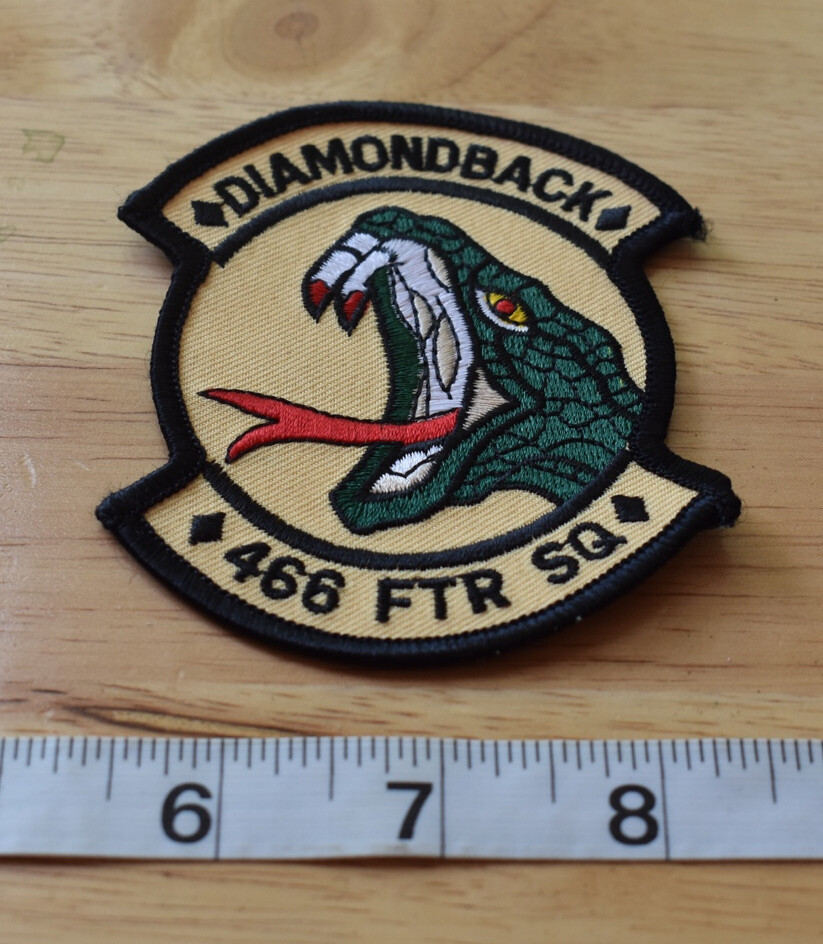 DIAMONDBACK
466 FTR SQ
6 7 8